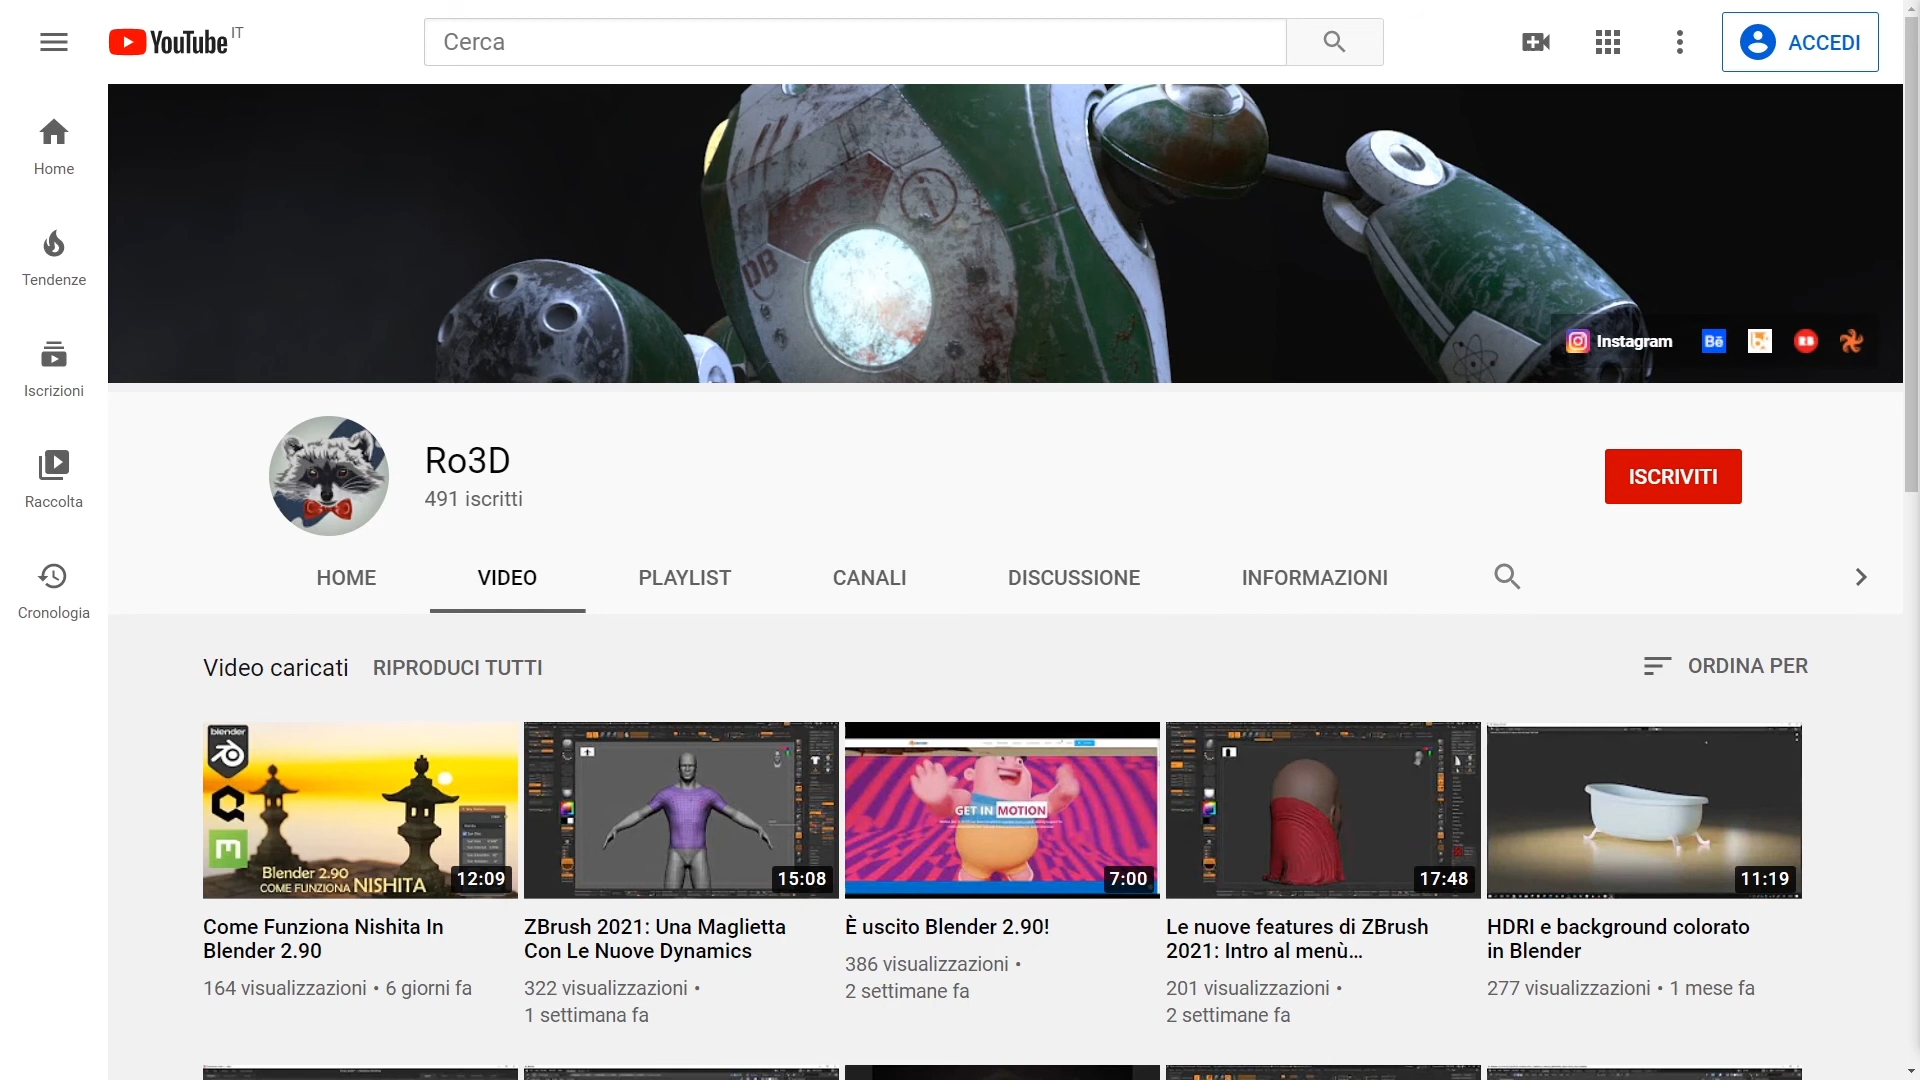 YouTube IT
Cerca
ACCEDI
Home
Tendenze
Iscrizioni
Raccolta
Cronologia
DB
Instagram
Bē
Ro3D
491 iscritti
ISCRIVITI
HOME
VIDEO
PLAYLIST
CANALI
DISCUSSIONE
INFORMAZIONI
Video caricati
RIPRODUCI TUTTI
ORDINA PER
blender
Blender 2.90
COME FUNZIONA NISHITA
12:09
15:08
GET IN MOTION
7:00
17:48
11:19
Come Funziona Nishita In
Blender 2.90
164 visualizzazioni • 6 giorni fa
ZBrush 2021: Una Maglietta
Con Le Nuove Dynamics
322 visualizzazioni •
1 settimana fa
È uscito Blender 2.90!
386 visualizzazioni •
2 settimane fa
Le nuove features di ZBrush
2021: Intro al menù...
201 visualizzazioni •
2 settimane fa
HDRI e background colorato
in Blender
277 visualizzazioni • 1 mese fa